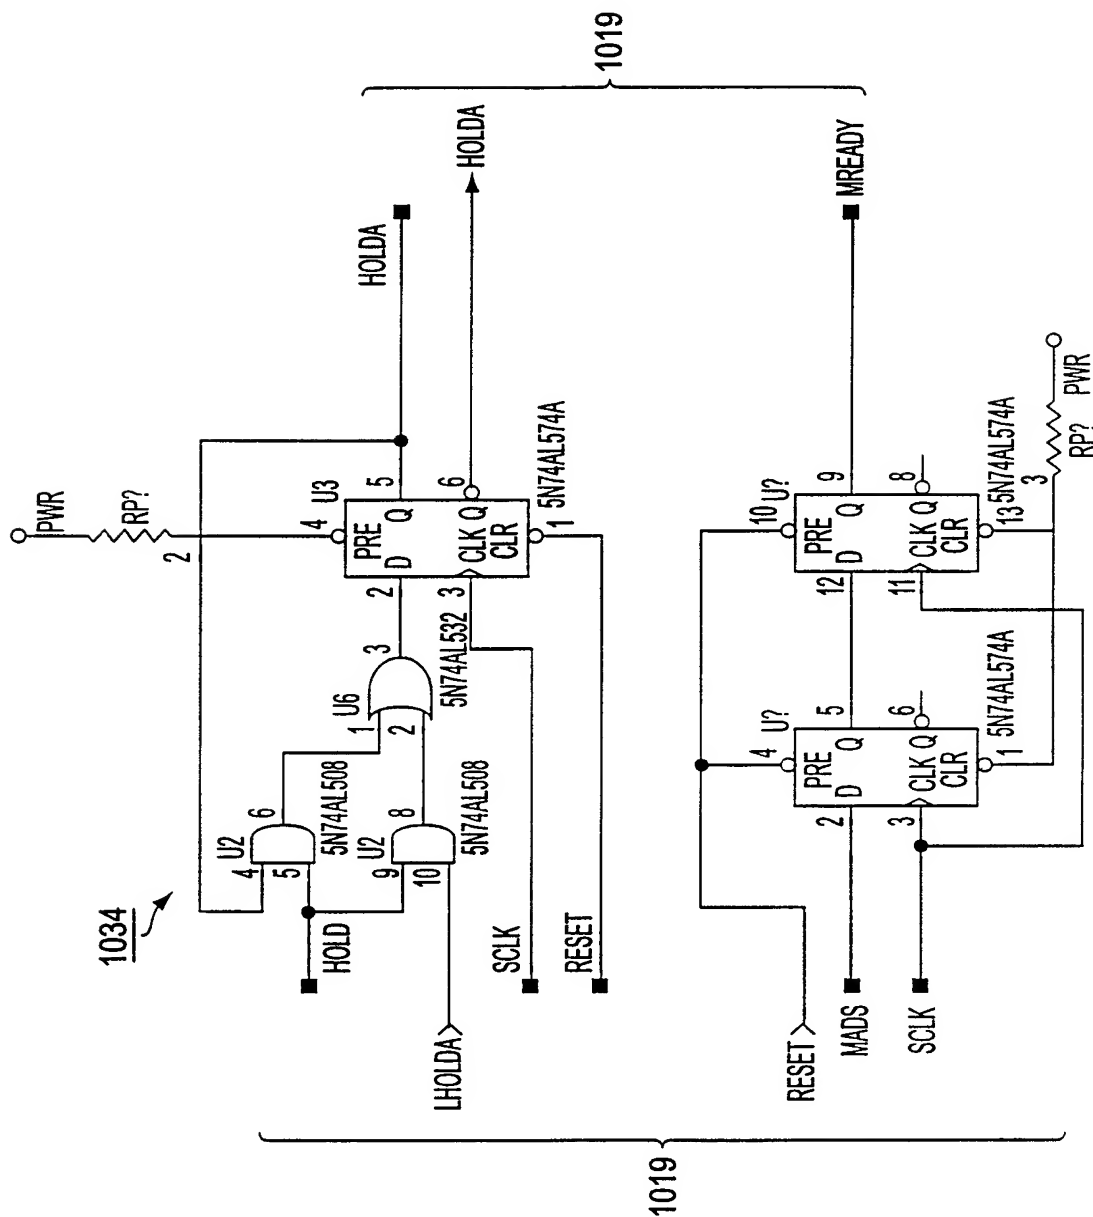 1034
PWR
RP?
2
HOLDA
1019
U2
4
5
6
5N74AL508
HOLD
U2
9
10
8
5N74AL508
LHOLDA
U6
1
2
3
5N74AL532
U3
4
PRE
2
D
Q
5
3
CLK
Q
6
CLR
1
5N74AL574A
HOLDA
SCLK
RESET
RESET
MADS
SCLK
U?
4
PRE
2
D
Q
5
3
CLK
Q
6
CLR
1
5N74AL574A
U?
10
PRE
12
D
Q
9
11
CLK
Q
8
CLR
13
5N74AL574A
MREADY
3
RP?
PWR
1019